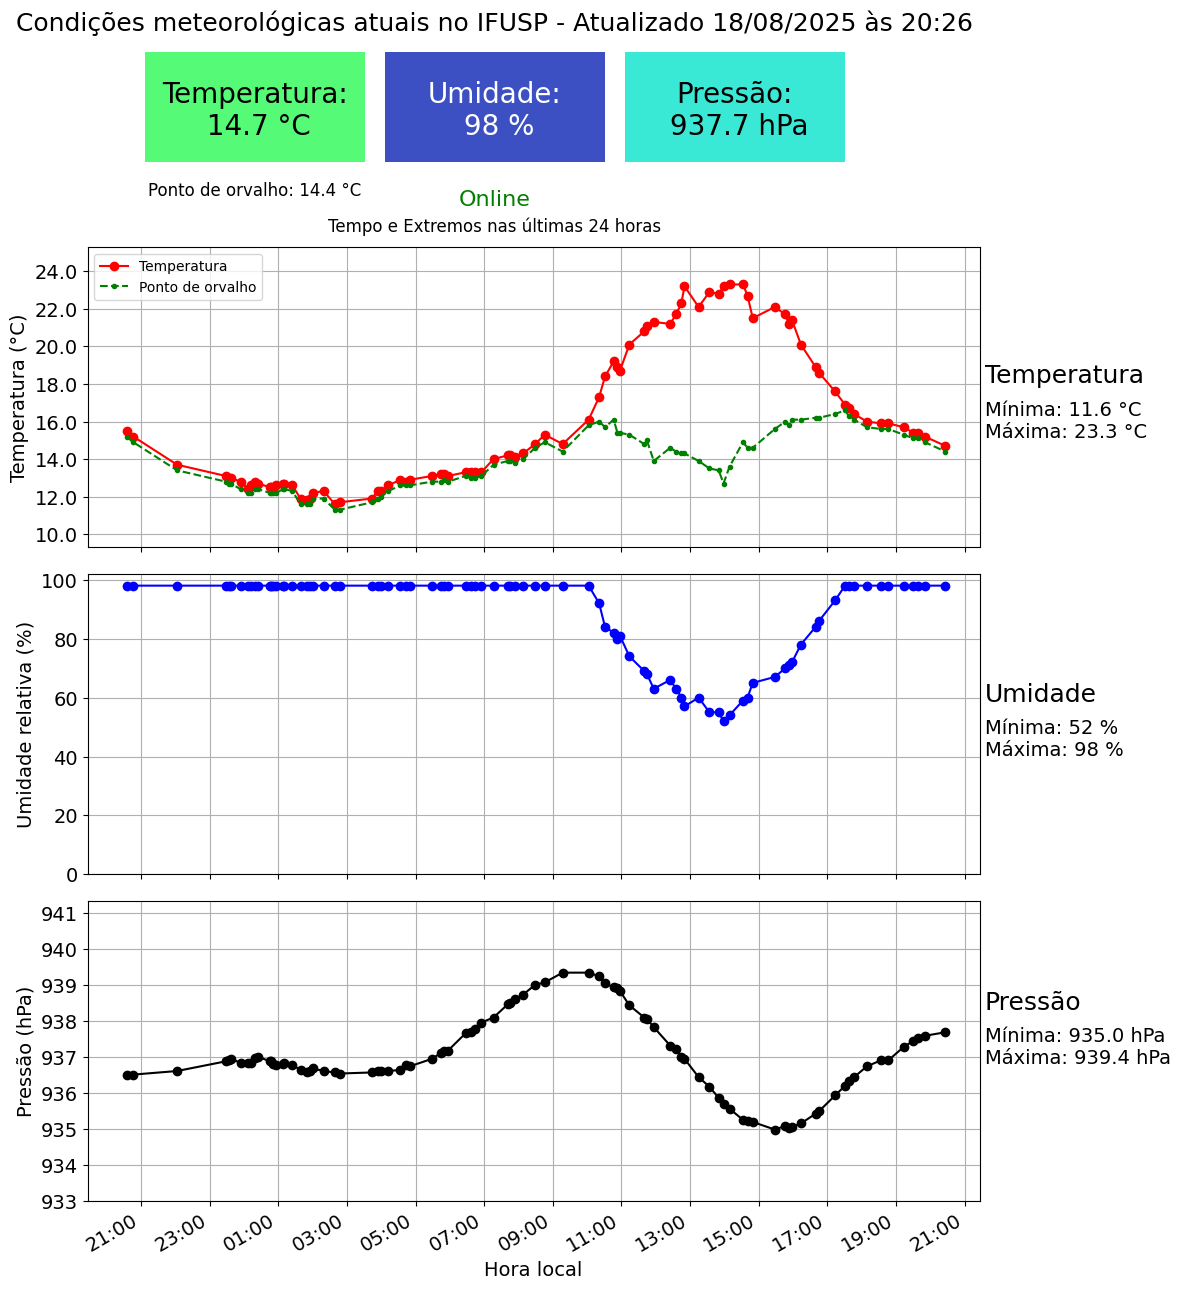 Condições meteorológicas atuais no IFUSP - Atualizado 18/08/2025 às 20:26
Temperatura:
14.7 °C
Umidade:
98 %
Pressão:
937.7 hPa
Ponto de orvalho: 14.4 °C
Online
Tempo e Extremos nas últimas 24 horas
Temperatura
Ponto de orvalho
Temperatura (°C)
24.0
22.0
20.0
18.0
16.0
14.0
12.0
10.0
Temperatura
Mínima: 11.6 °C
Máxima: 23.3 °C
Umidade relativa (%)
100
80
60
40
20
0
Umidade
Mínima: 52 %
Máxima: 98 %
Pressão (hPa)
941
940
939
938
937
936
935
934
933
Pressão
Mínima: 935.0 hPa
Máxima: 939.4 hPa
21:00
23:00
01:00
03:00
05:00
07:00
09:00
11:00
13:00
15:00
17:00
19:00
21:00
Hora local